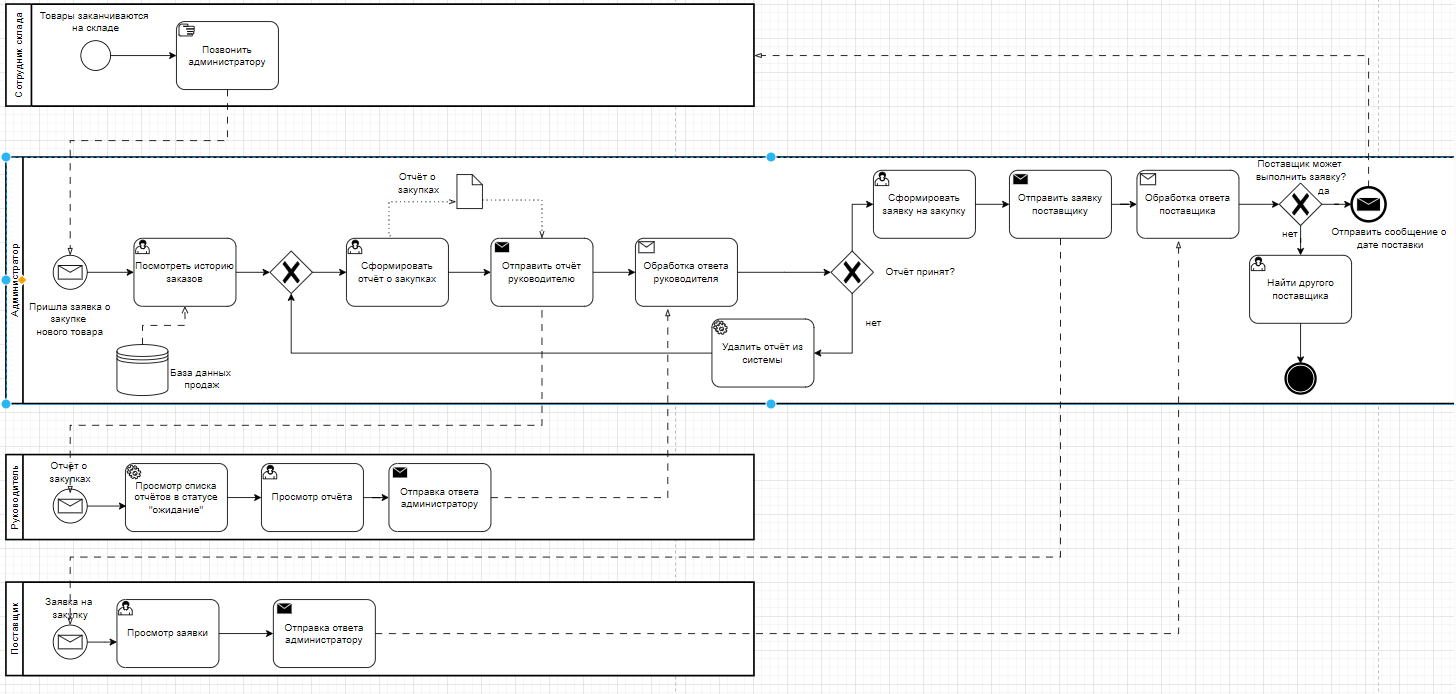 Сотрудник склада
Товары заканчиваются
на складе
Позвонить
администратору
Администратор
Пришла заявка о
закупке
нового товара
Посмотреть историю
заказов
База данных
продаж
Отчёт о
закупках
Сформировать
отчёт о закупках
Отправить отчёт
руководителю
Обработка ответа
руководителя
Отчёт принят?
нет
Удалить отчёт из
системы
Сформировать
заявку на закупку
Отправить заявку
поставщику
Обработка ответа
поставщика
Поставщик может
выполнить заявку?
да
нет
Отправить сообщение о
дате поставки
Найти другого
поставщика
Руководитель
Отчёт о
закупках
Просмотр списка
отчётов в статусе
"ожидание"
Просмотр отчёта
Отправка ответа
администратору
Поставщик
Заявка на
закупку
Просмотр заявки
Отправка ответа
администратору